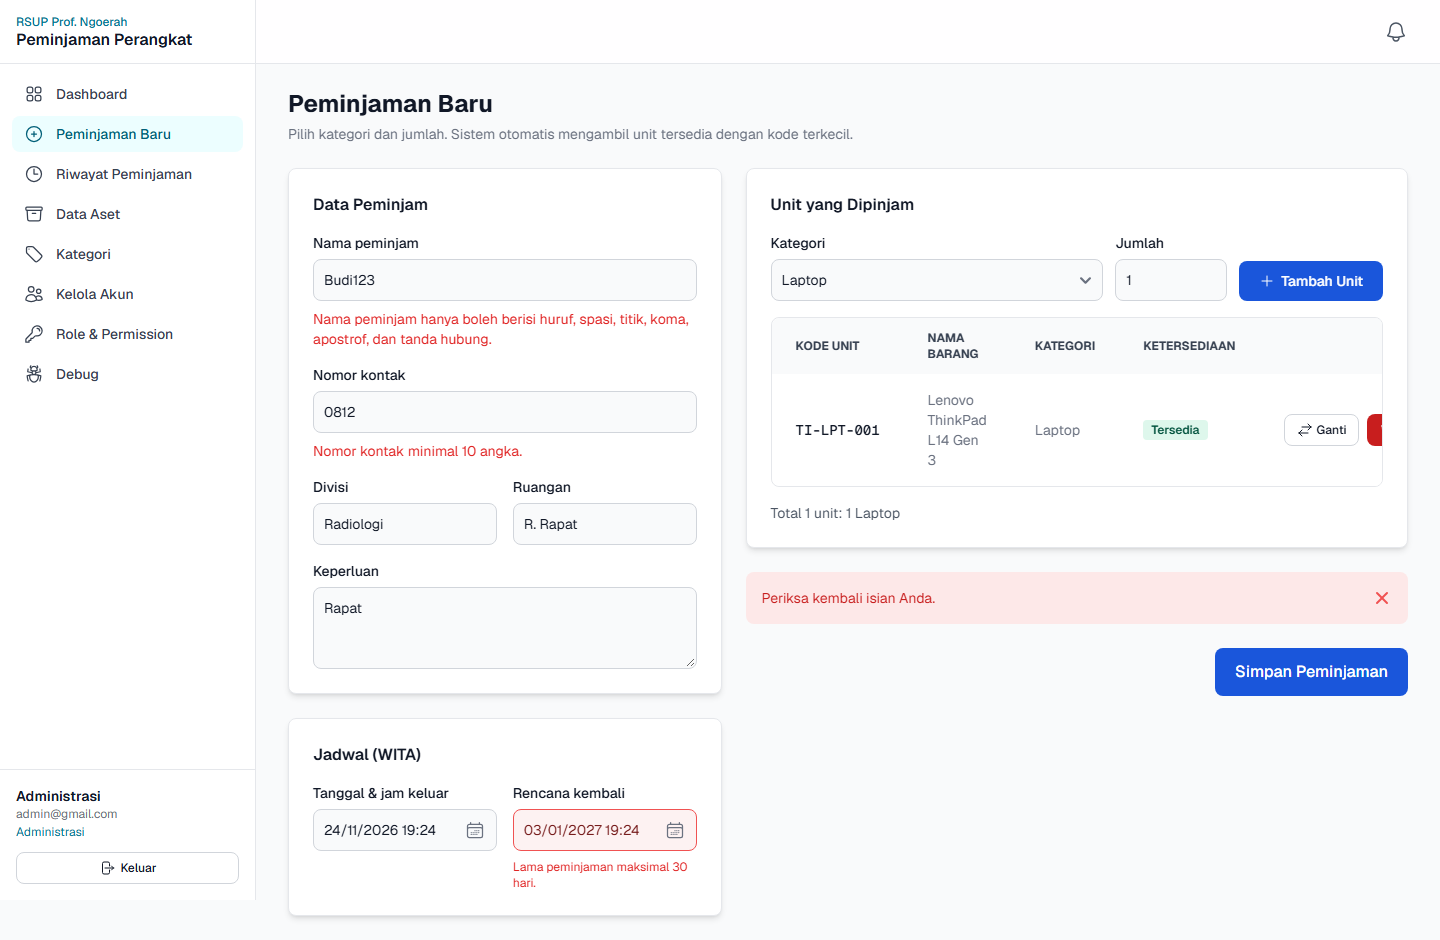 RSUP Prof. Ngoerah
Peminjaman Perangkat
Dashboard
Peminjaman Baru
Riwayat Peminjaman
Data Aset
Kategori
Kelola Akun
Role & Permission
Debug
Administrasi
admin@gmail.com
Administrasi
Keluar
Peminjaman Baru
Pilih kategori dan jumlah. Sistem otomatis mengambil unit tersedia dengan kode terkecil.
Data Peminjam
Nama peminjam
Budi123
Nama peminjam hanya boleh berisi huruf, spasi, titik, koma,
apostrof, dan tanda hubung.
Nomor kontak
0812
Nomor kontak minimal 10 angka.
Divisi Ruangan
Radiologi R. Rapat
Keperluan
Rapat
Jadwal (WITA)
Tanggal & jam keluar Rencana kembali
24/11/2026 19:24 03/01/2027 19:24
Lama peminjaman maksimal 30
hari.
Unit yang Dipinjam
Kategori Jumlah
Laptop 1 Tambah Unit
KODE UNIT NAMA BARANG KATEGORI KETERSEDIAAN
TI-LPT-001 Lenovo ThinkPad L14 Gen 3 Laptop Tersedia Ganti
Total 1 unit: 1 Laptop
Periksa kembali isian Anda.
Simpan Peminjaman